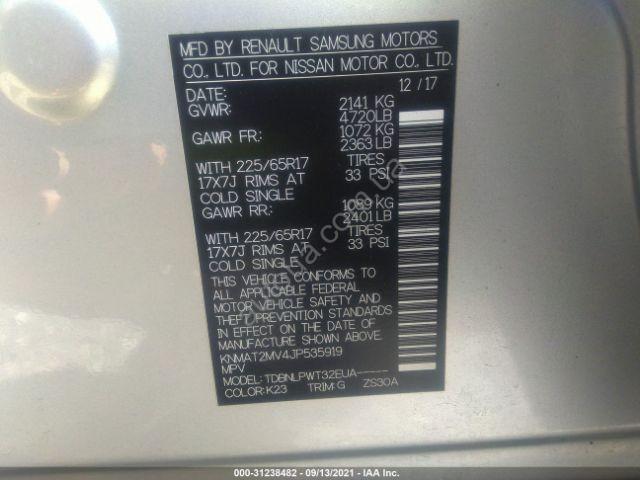 MFD BY RENAULT SAMSUNG MOTORS
CO., LTD. FOR NISSAN MOTOR CO., LTD.
DATE: 12 / 17
GVWR: 2141 KG
4720LB
GAWR FR: 1072 KG
2363LB
WITH 225/65R17 TIRES
17X7J RIMS AT 33 PSI
COLD SINGLE
GAWR RR: 1089 KG
2401LB
WITH 225/65R17 TIRES
17X7J RIMS AT 33 PSI
COLD SINGLE
THIS VEHICLE CONFORMS TO
ALL APPLICABLE FEDERAL
MOTOR VEHICLE SAFETY AND
THEFT PREVENTION STANDARDS
IN EFFECT ON THE DATE OF
MANUFACTURE SHOWN ABOVE.
KNMAT2MV4JP535919
MPV
MODEL: TDBNLPWT32EUA-----
COLOR:K23 TRIM:G ZS30A
000-31238482 - 09/13/2021 - IAA Inc.